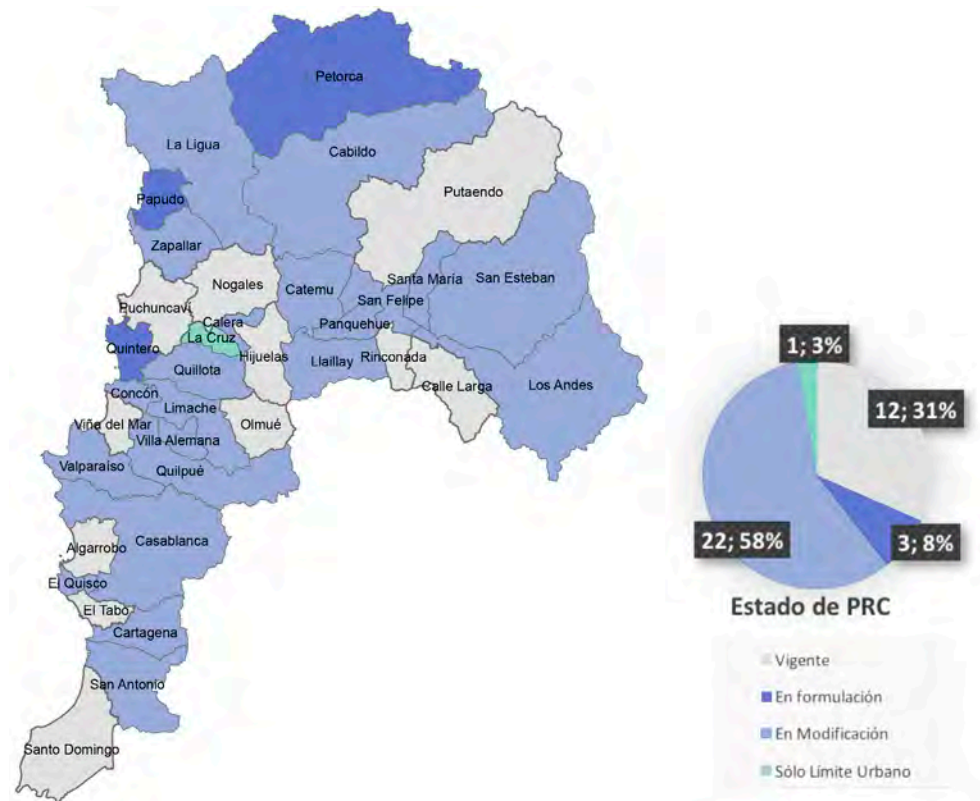 Petorca
La Ligua
Cabildo
Putaendo
Papudo
Zapallar
Santa María
San Esteban
Nogales
Catemu
San Felipe
Puchuncaví
Calera
La Cruz
Panquehue
Quintero
Hijuelas
Llaillay
Rinconada
Quillota
Calle Larga
Los Andes
Concón
Limache
Viña del Mar
Olmué
Villa Alemana
Valparaíso
Quilpué
Casablanca
Algarrobo
El Quisco
El Tabo
Cartagena
San Antonio
Santo Domingo
1; 3%
12; 31%
22; 58%
3; 8%
Estado de PRC
Vigente
En formulación
En Modificación
Sólo Límite Urbano